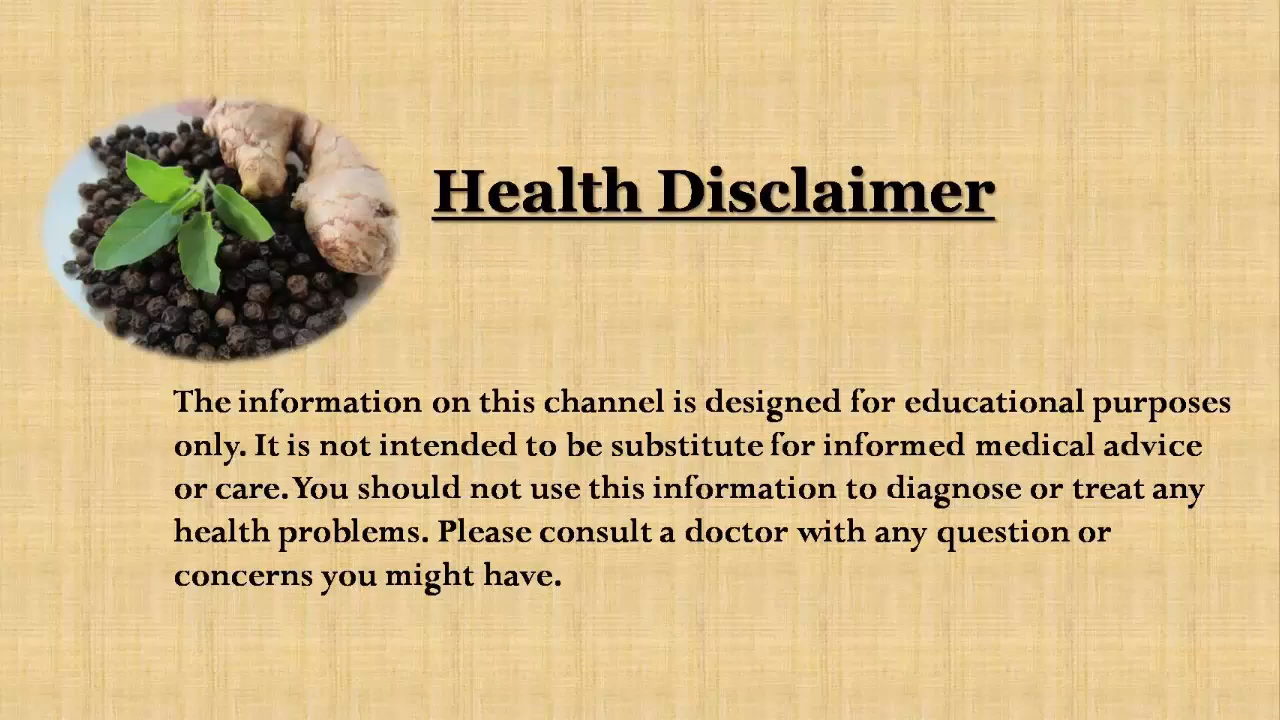 Health Disclaimer
The information on this channel is designed for educational purposes
only. It is not intended to be substitute for informed medical advice
or care. You should not use this information to diagnose or treat any
health problems. Please consult a doctor with any question or
concerns you might have.